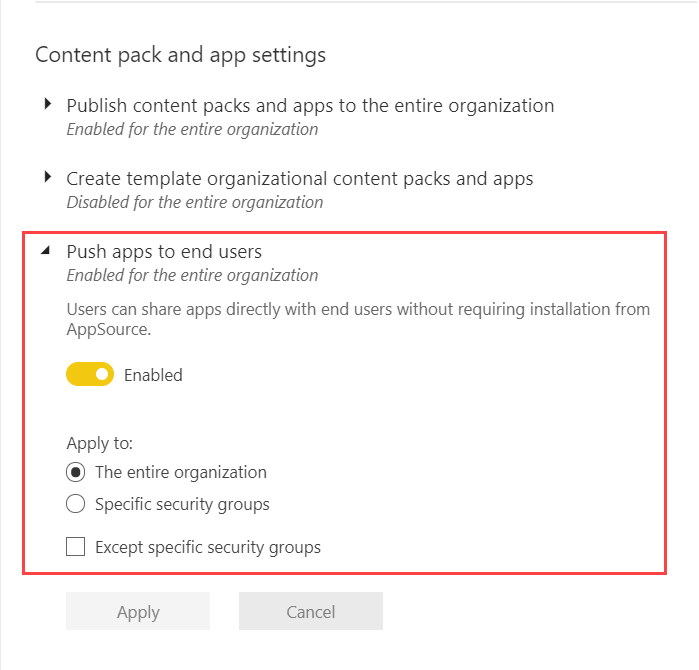 Content pack and app settings
Publish content packs and apps to the entire organization
Enabled for the entire organization
Create template organizational content packs and apps
Disabled for the entire organization
Push apps to end users
Enabled for the entire organization
Users can share apps directly with end users without requiring installation from
AppSource.
Enabled
Apply to:
The entire organization
Specific security groups
Except specific security groups
Apply
Cancel